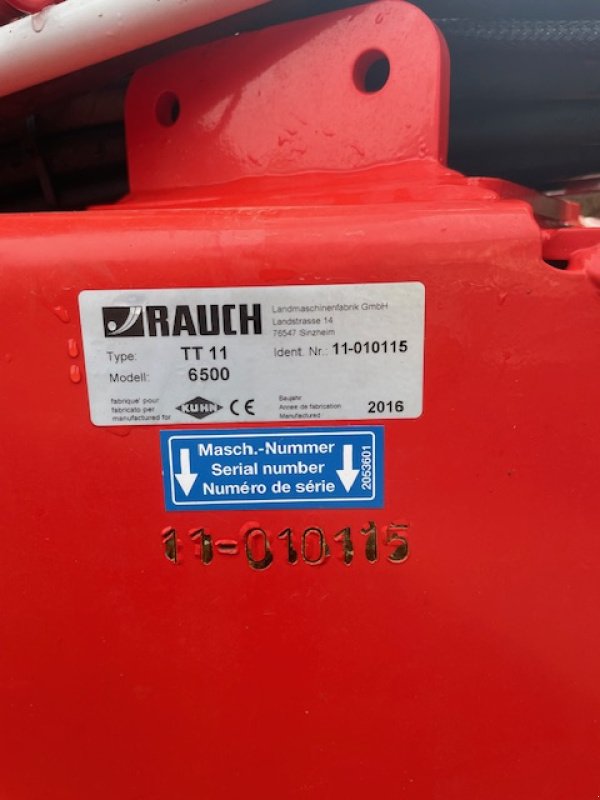 RAUCH
Landmaschinenfabrik GmbH
Landstrasse 14
76547 Sinzheim
Type: TT 11
Ident. Nr.: 11-010115
Modell: 6500
fabrique' pour
fabricato per
manufactured for
KUHN CE
Baujahr
Annee de fabrication
Manufactured
2016
Masch.-Nummer
Serial number
Numéro de série
2053601
11-010115